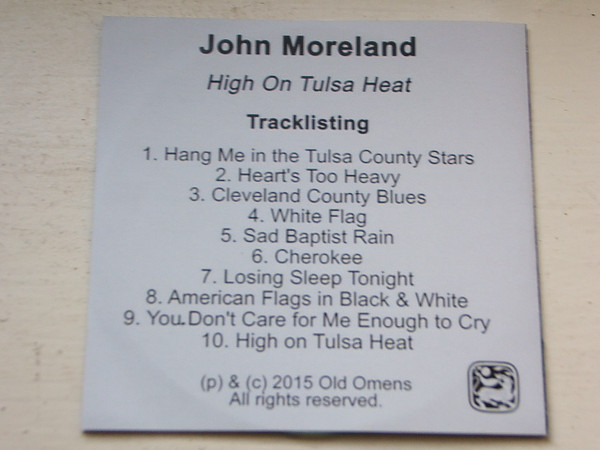 John Moreland
High On Tulsa Heat
Tracklisting
1. Hang Me in the Tulsa County Stars
2. Heart's Too Heavy
3. Cleveland County Blues
4. White Flag
5. Sad Baptist Rain
6. Cherokee
7. Losing Sleep Tonight
8. American Flags in Black & White
9. You Don't Care for Me Enough to Cry
10. High on Tulsa Heat
(p) & (c) 2015 Old Omens
All rights reserved.